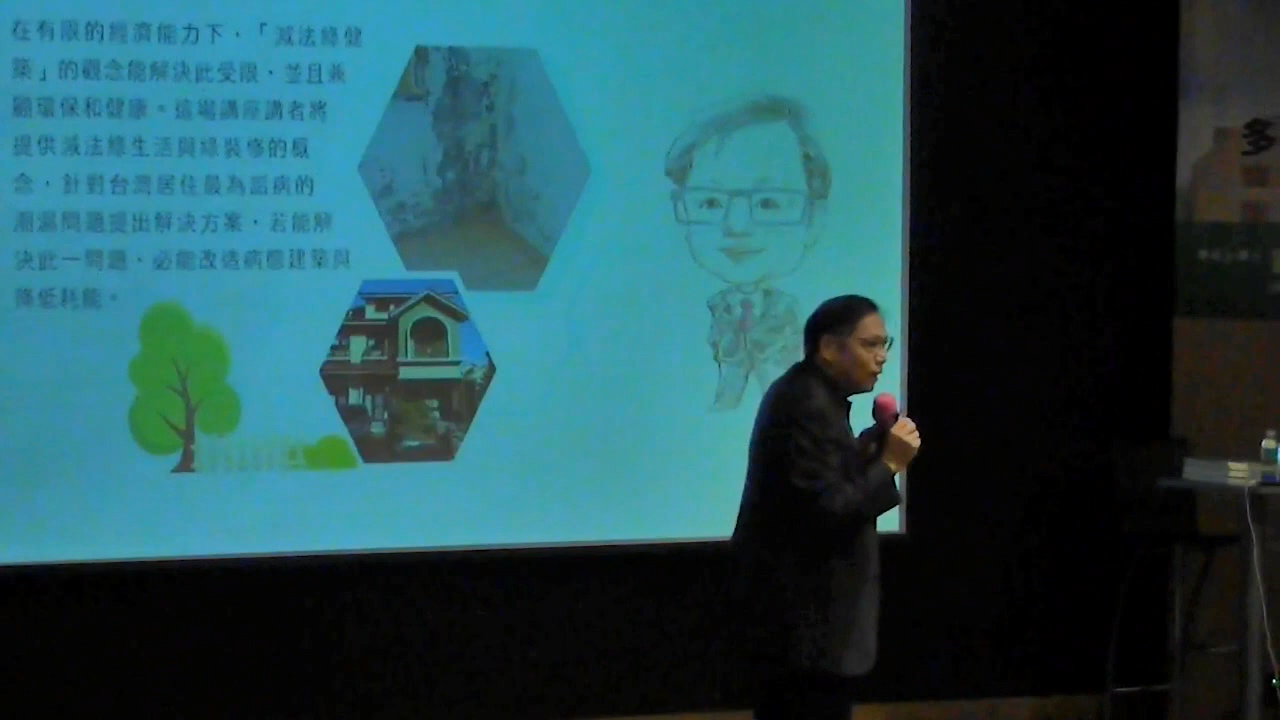 在有限的經濟能力下，「減法綠健
築」的觀念能解決此受限，並且兼
顧環保和健康。這場講座講者將
提供減法綠生活與綠裝修的概
念，針對台灣居住最為詬病的
潮濕問題提出解決方案，若能解
決此一問題，必能改造病態建築與
降低耗能。
多